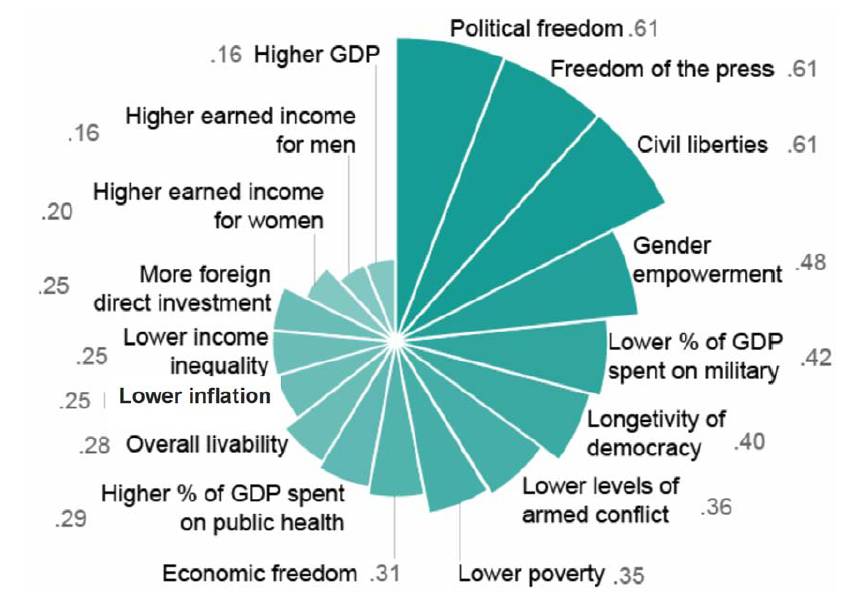 Political freedom .61
.16 Higher GDP
Freedom of the press .61
Higher earned income
.16
for men
Civil liberties .61
Higher earned income
.20
for women
Gender
empowerment .48
More foreign
.25
direct investment
Lower income
.25
inequality
Lower % of GDP
spent on military .42
.25 Lower inflation
Longetivity of
democracy .40
.28 Overall livability
Lower levels of
armed conflict .36
Higher % of GDP spent
.29
on public health
Economic freedom .31
Lower poverty .35